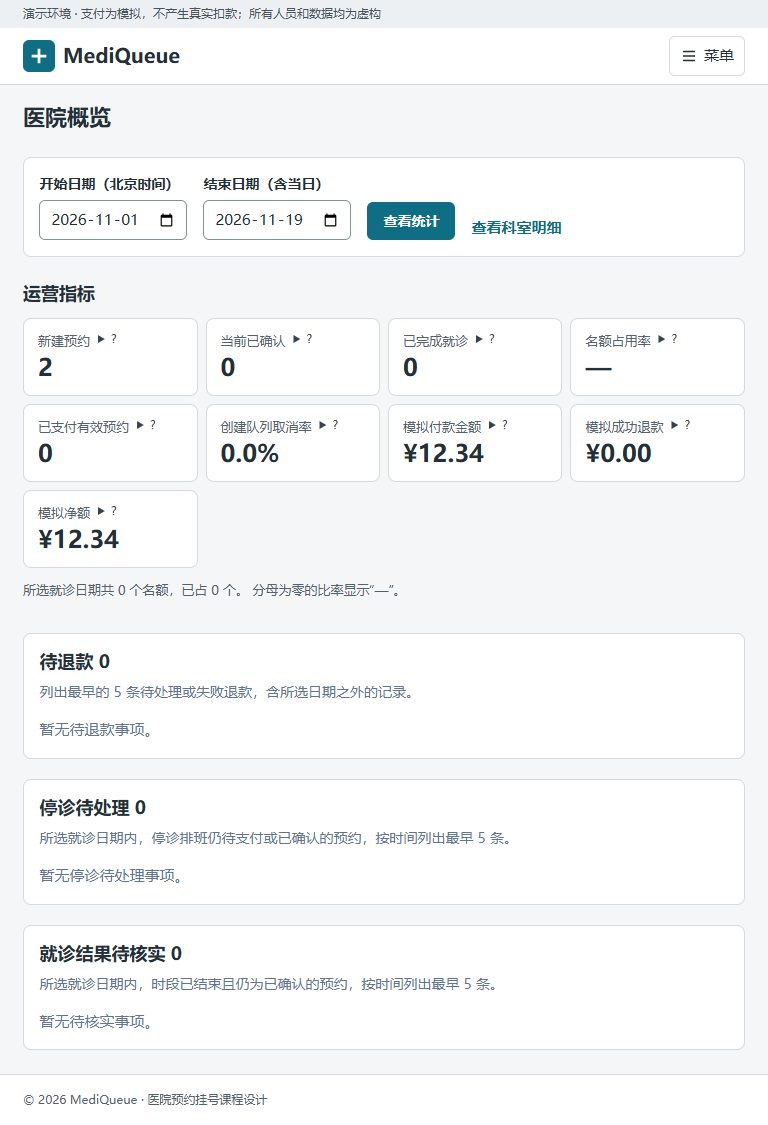 演示环境 · 支付为模拟，不产生真实扣款；所有人员和数据均为虚构
MediQueue
菜单
医院概览
开始日期（北京时间） 结束日期（含当日）
2026-11-01 2026-11-19 查看统计 查看科室明细
运营指标
新建预约 ▶ ? 当前已确认 ▶ ? 已完成就诊 ▶ ? 名额占用率 ▶ ?
2 0 0 —
已支付有效预约 ▶ ? 创建队列取消率 ▶ ? 模拟付款金额 ▶ ? 模拟成功退款 ▶ ?
0 0.0% ¥12.34 ¥0.00
模拟净额 ▶ ?
¥12.34
所选就诊日期共 0 个名额，已占 0 个。 分母为零的比率显示“—”。
待退款 0
列出最早的 5 条待处理或失败退款，含所选日期之外的记录。
暂无待退款事项。
停诊待处理 0
所选就诊日期内，停诊排班仍待支付或已确认的预约，按时间列出最早 5 条。
暂无停诊待处理事项。
就诊结果待核实 0
所选就诊日期内，时段已结束且仍为已确认的预约，按时间列出最早 5 条。
暂无待核实事项。
© 2026 MediQueue · 医院预约挂号课程设计